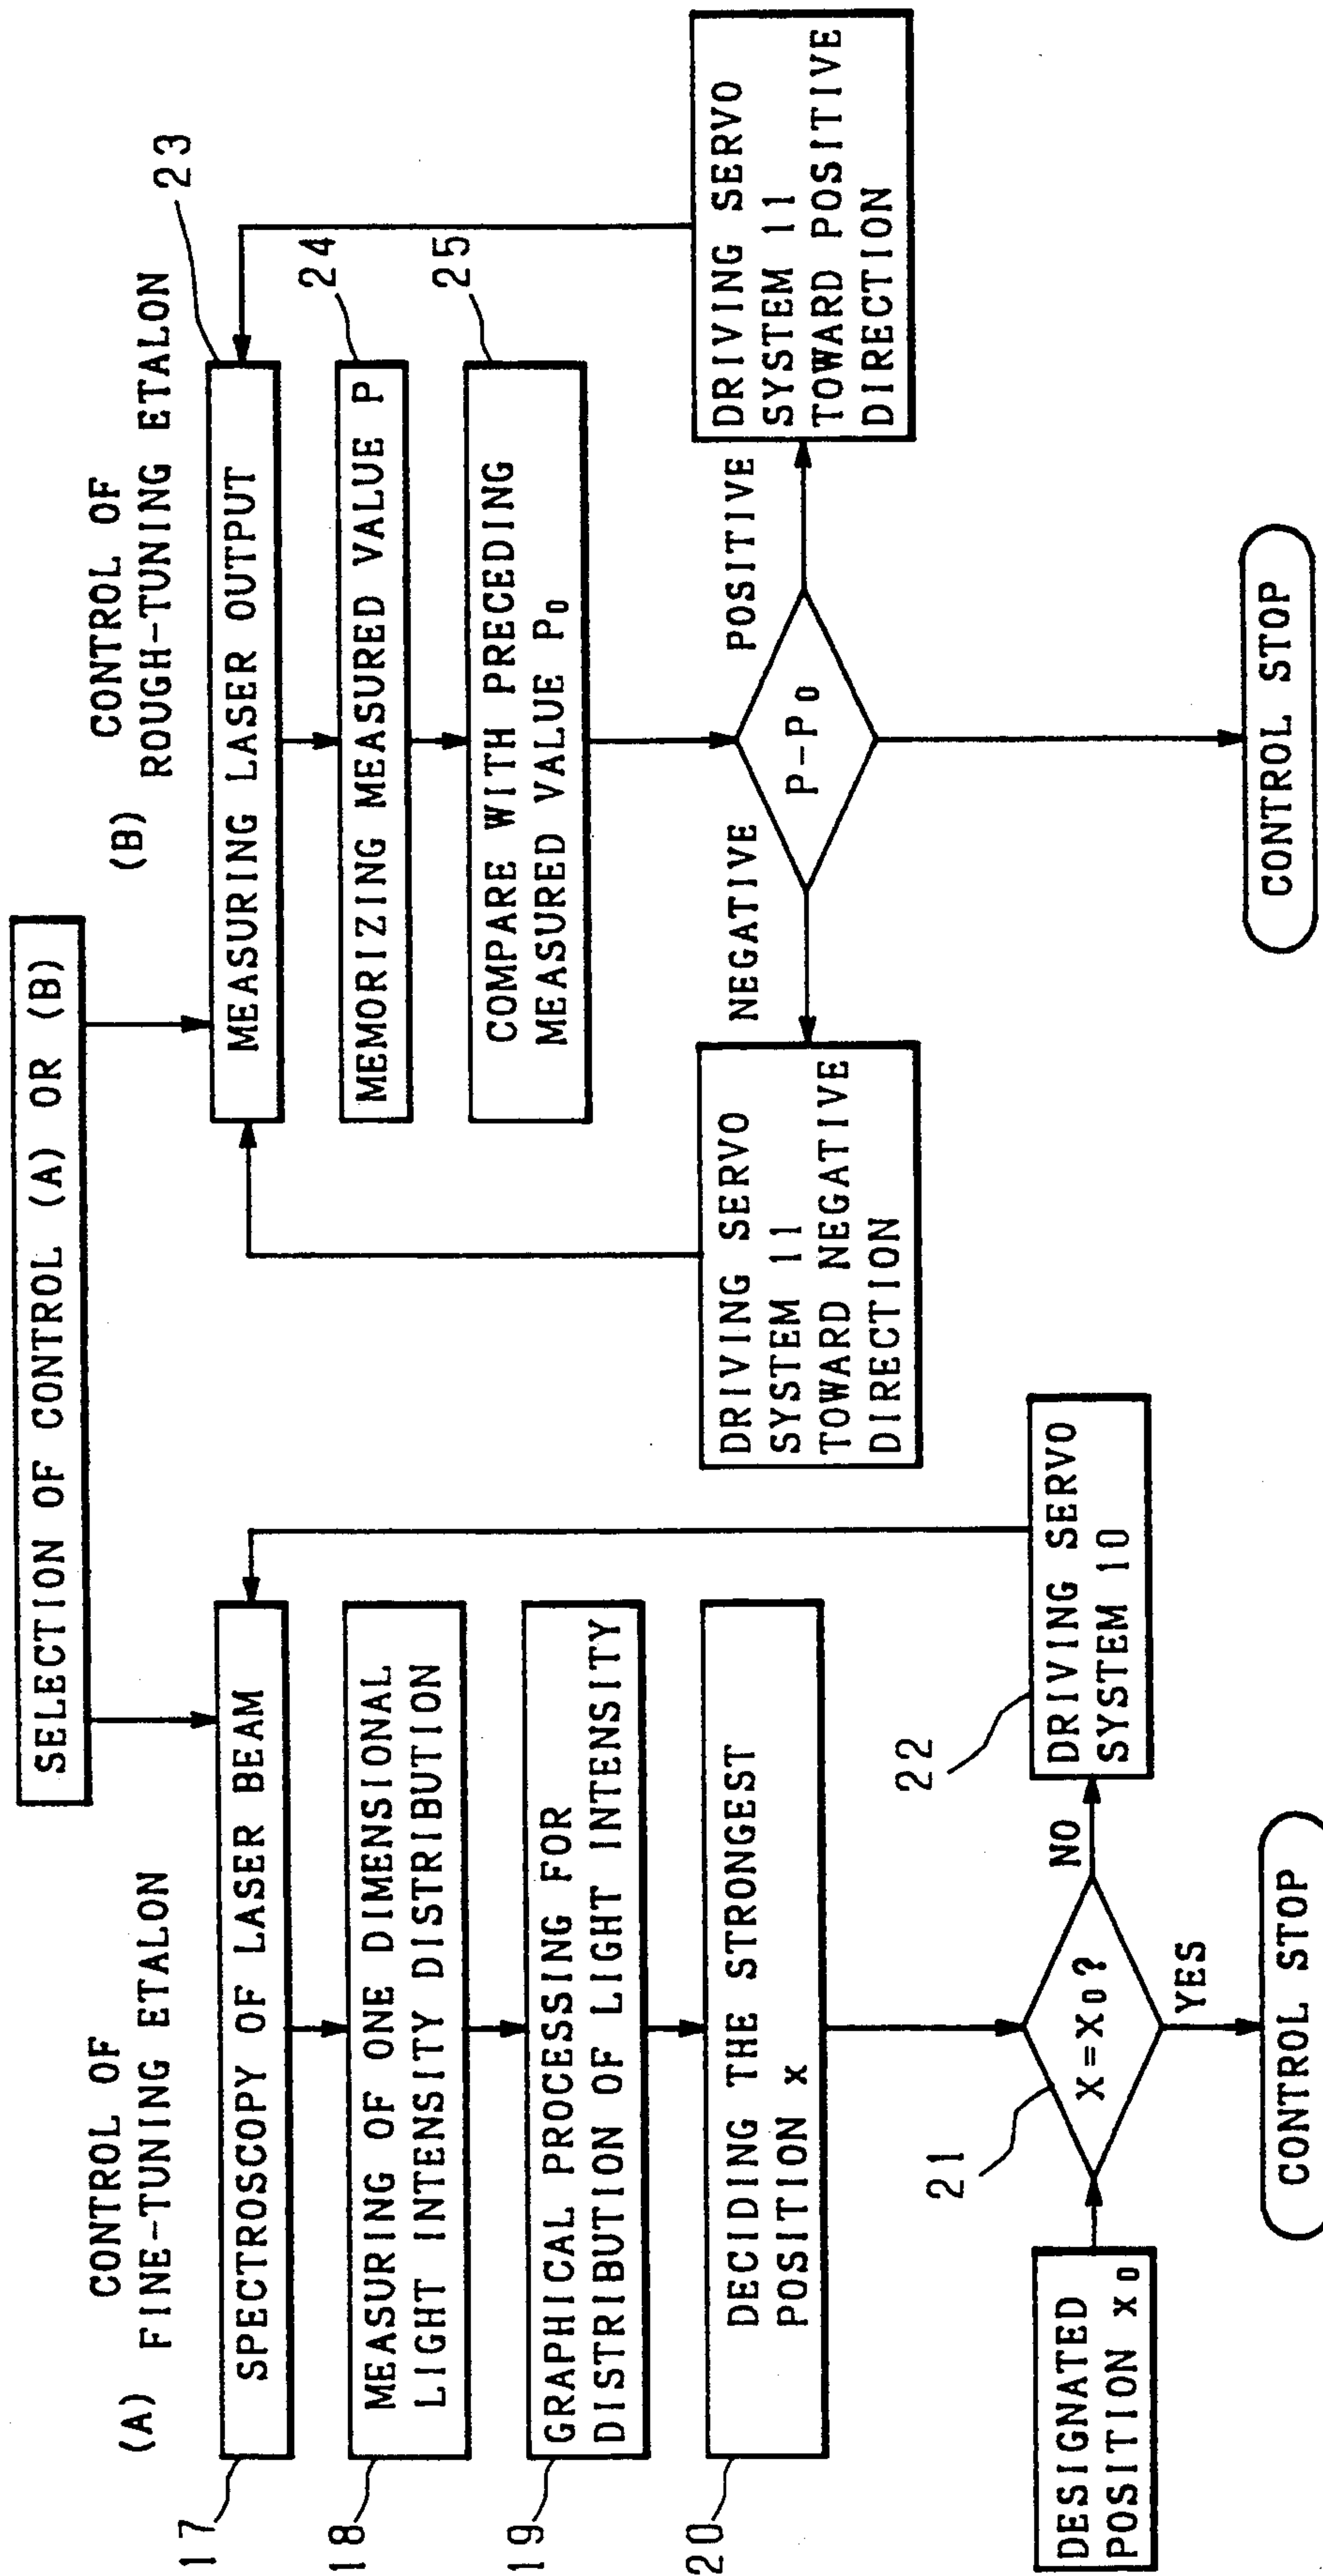 SELECTION OF CONTROL (A) OR (B)
CONTROL OF
(A) FINE-TUNING ETALON
17
SPECTROSCOPY OF LASER BEAM
18
MEASURING OF ONE DIMENSIONAL
LIGHT INTENSITY DISTRIBUTION
19
GRAPHICAL PROCESSING FOR
DISTRIBUTION OF LIGHT INTENSITY
20
DECIDING THE STRONGEST
POSITION x
21
DESIGNATED
POSITION x0
X=X0?
NO
22
DRIVING SERVO
SYSTEM 10
YES
CONTROL STOP
CONTROL OF
(B) ROUGH-TUNING ETALON
23
MEASURING LASER OUTPUT
24
MEMORIZING MEASURED VALUE P
25
COMPARE WITH PRECEDING
MEASURED VALUE P0
P-P0
NEGATIVE
DRIVING SERVO
SYSTEM 11
TOWARD NEGATIVE
DIRECTION
POSITIVE
DRIVING SERVO
SYSTEM 11
TOWARD POSITIVE
DIRECTION
CONTROL STOP